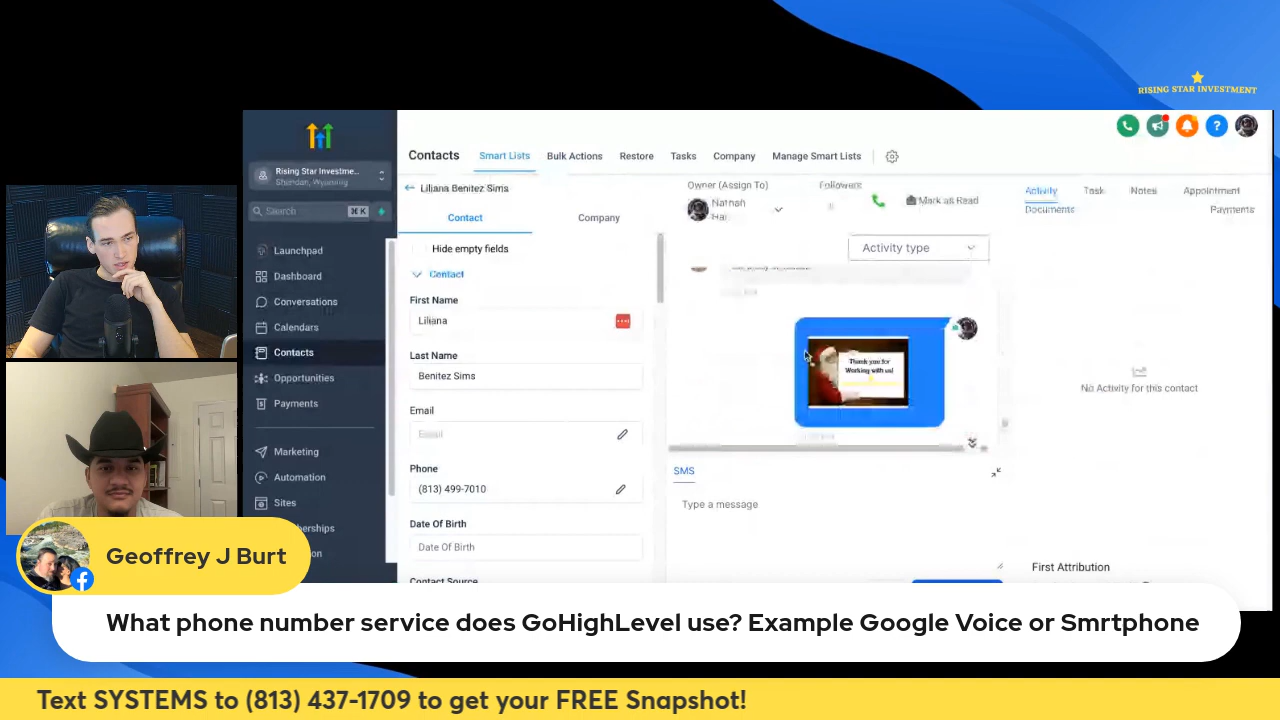 RISING STAR INVESTMENT
Contacts
Smart Lists
Bulk Actions
Restore
Tasks
Company
Manage Smart Lists
Rising Star Investme...
Sheridan, Wyoming
Search
⌘ K
Launchpad
Dashboard
Conversations
Calendars
Contacts
Opportunities
Payments
Marketing
Automation
Sites
Liliana Benitez Sims
Contact
Company
Hide empty fields
Contact
First Name
Liliana
Last Name
Benitez Sims
Email
Email
Phone
(813) 499-7010
Date Of Birth
Date Of Birth
Contact Source
Owner (Assign To)
Followers
Mark as Read
Activity type
Thank you for
Working with us!
SMS
Type a message
Activity
Task
Notes
Appointment
Documents
Payments
No Activity for this contact
First Attribution
Geoffrey J Burt
What phone number service does GoHighLevel use? Example Google Voice or Smrtphone
Text SYSTEMS to (813) 437-1709 to get your FREE Snapshot!